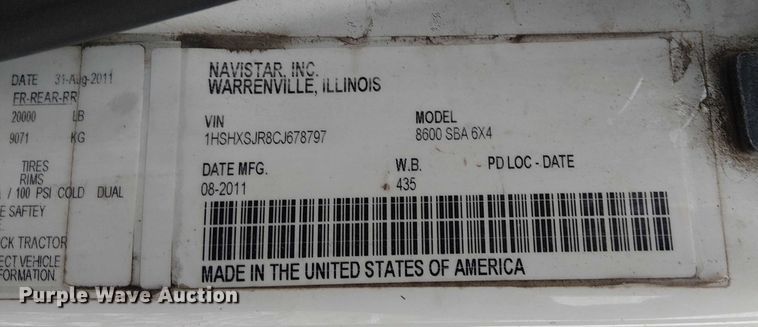 DATE 31-Aug-2011
FR-REAR-RR
20000 LB
9071 KG
TIRES
RIMS
/ 100 PSI COLD DUAL
E SAFTEY
CK TRACTOR
ECT VEHICLE
FORMATION.
NAVISTAR, INC.
WARRENVILLE, ILLINOIS
VIN MODEL
1HSHXSJR8CJ678797 8600 SBA 6X4
DATE MFG. W.B. PD LOC - DATE
08-2011 435
MADE IN THE UNITED STATES OF AMERICA
Purple Wave Auction